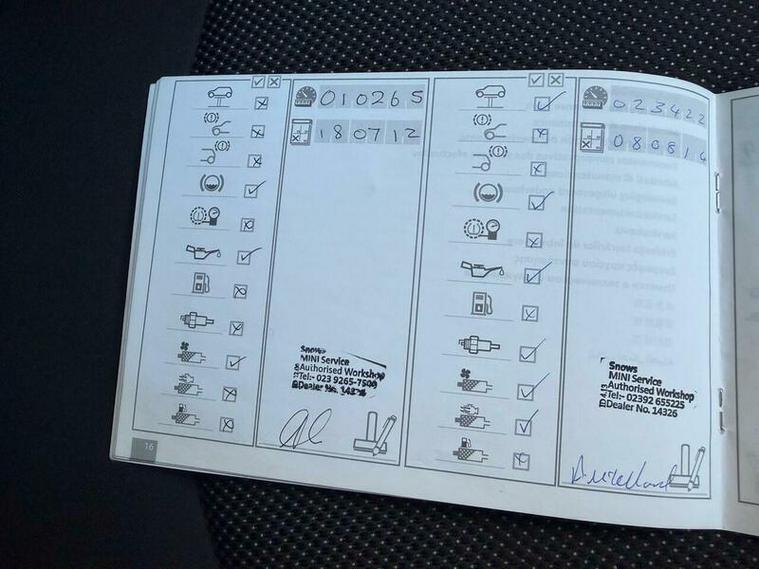 010265
180712
Snows
MINI Service
Authorised Workshop
Tel:- 023 9265-7500
Dealer No. 14326
16
023422
08081
Snows
MINI Service
Authorised Workshop
Tel:- 02392 655225
Dealer No. 14326